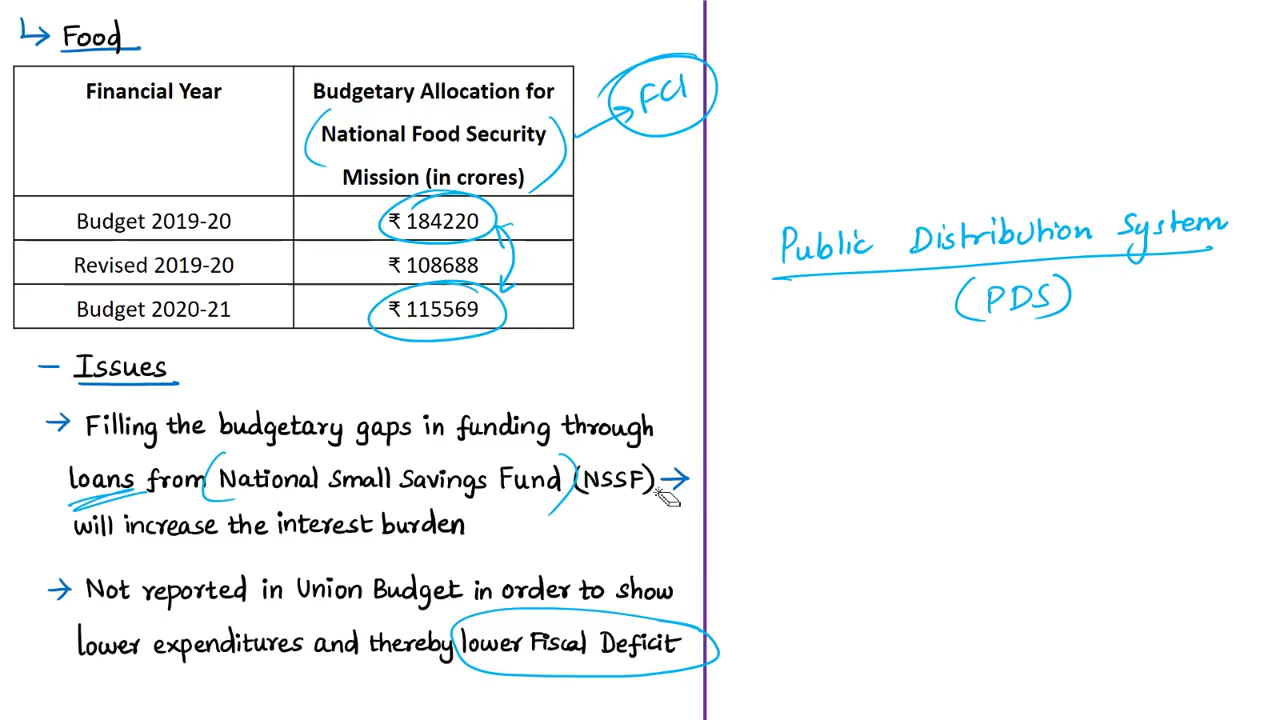 ↳ Food
Financial Year
Budgetary Allocation for
National Food Security
Mission (in crores)
FCI
Budget 2019-20 ₹ 184220
Revised 2019-20 ₹ 108688
Budget 2020-21 ₹ 115569
– Issues
→ Filling the budgetary gaps in funding through
loans from (National Small Savings Fund) (NSSF) →
will increase the interest burden
→ Not reported in Union Budget in order to show
lower expenditures and thereby lower Fiscal Deficit
Public Distribution System
(PDS)